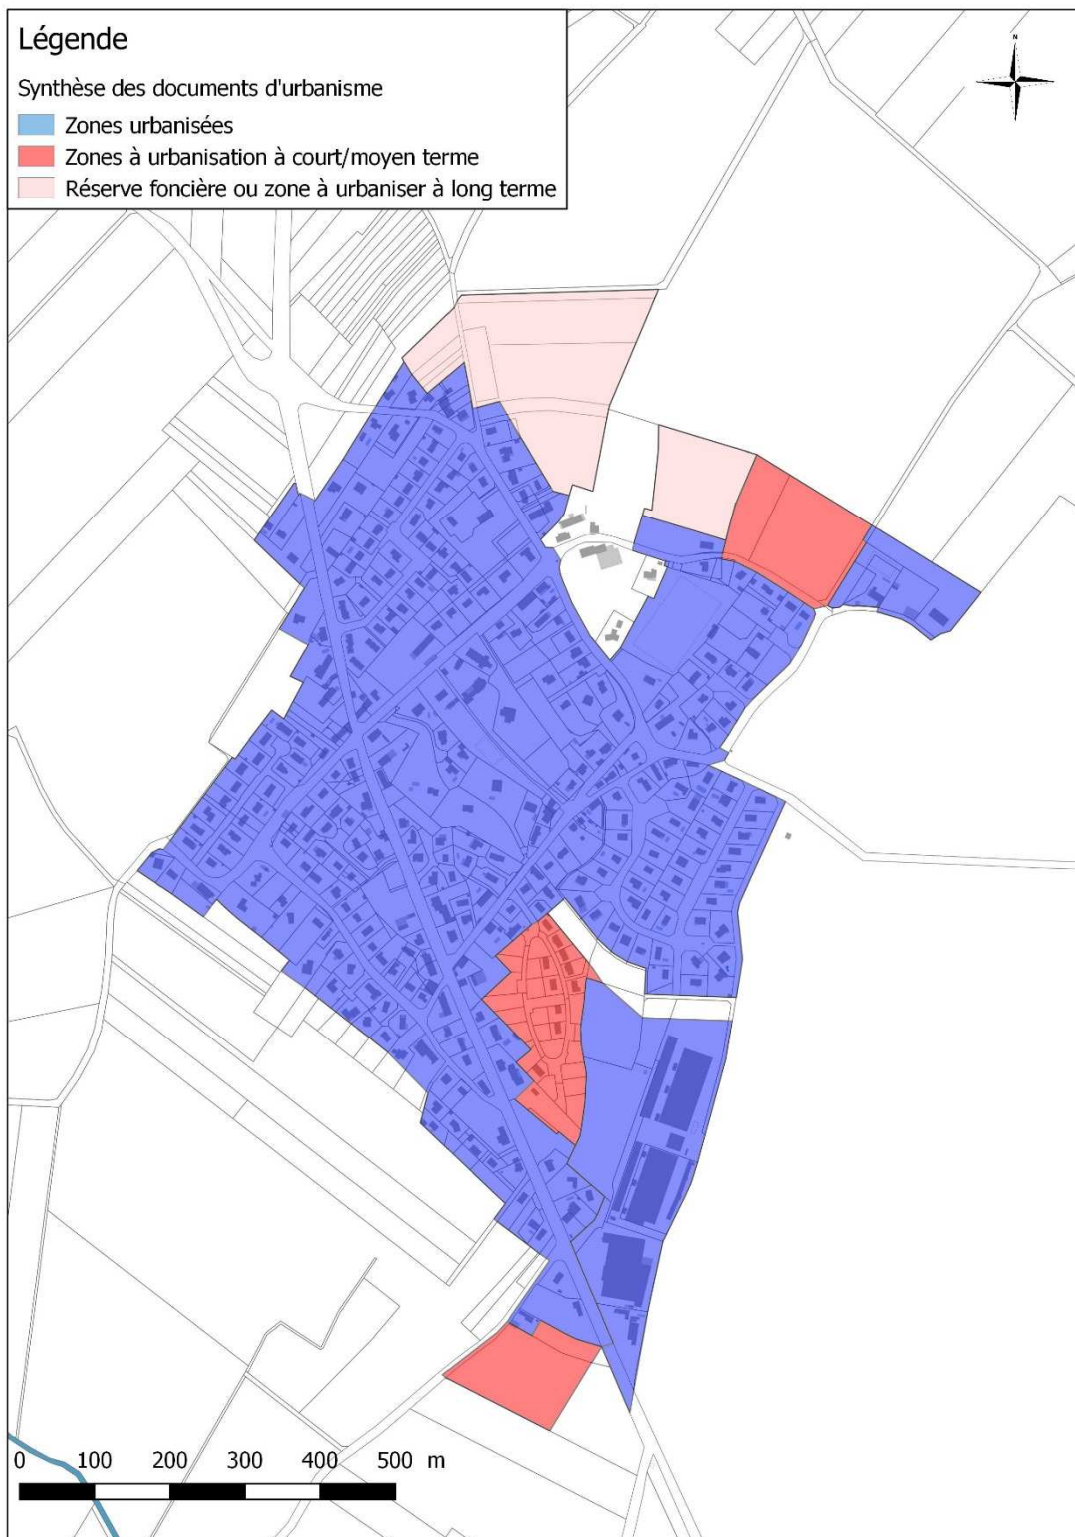 Légende
Synthèse des documents d'urbanisme
Zones urbanisées
Zones à urbanisation à court/moyen terme
Réserve foncière ou zone à urbaniser à long terme
N
0 100 200 300 400 500 m